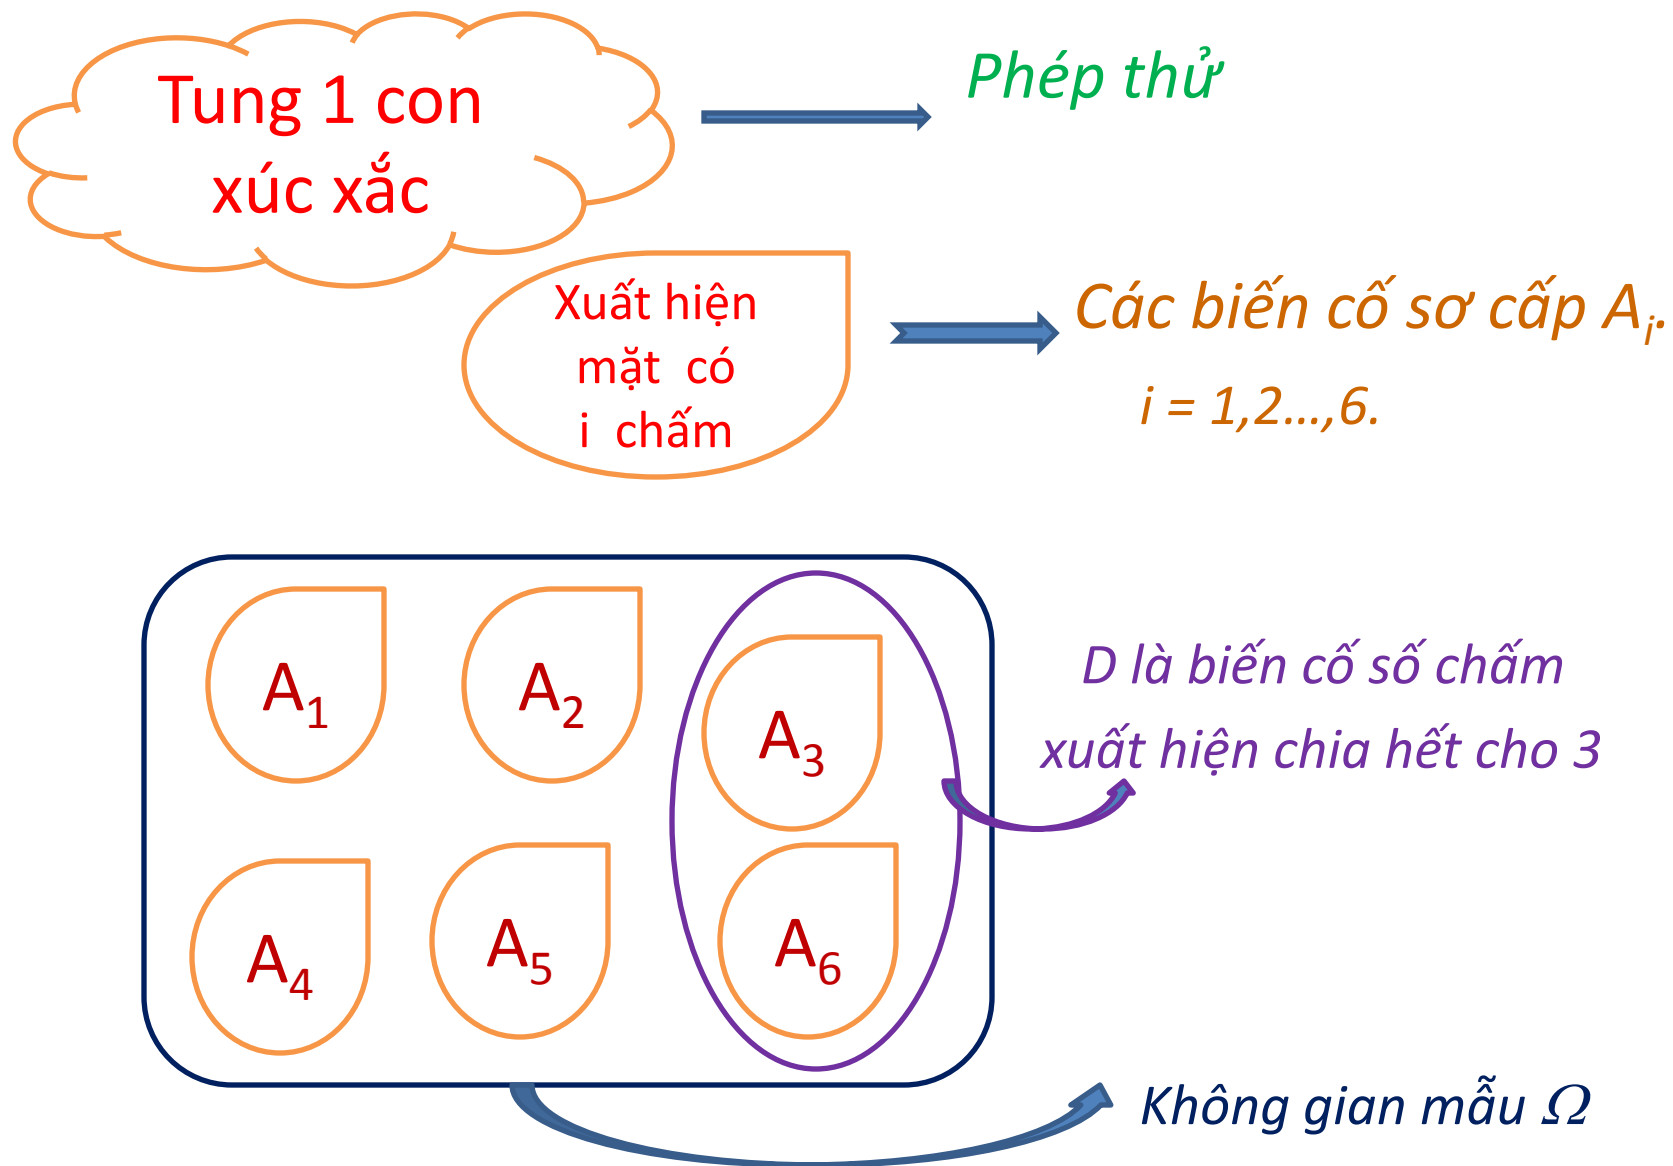 Tung 1 con
xúc xắc
Phép thử
Xuất hiện
mặt có
i chấm
Các biến cố sơ cấp Aᵢ.
i = 1,2...,6.
A₁
A₂
A₃
A₄
A₅
A₆
D là biến cố số chấm
xuất hiện chia hết cho 3
Không gian mẫu Ω